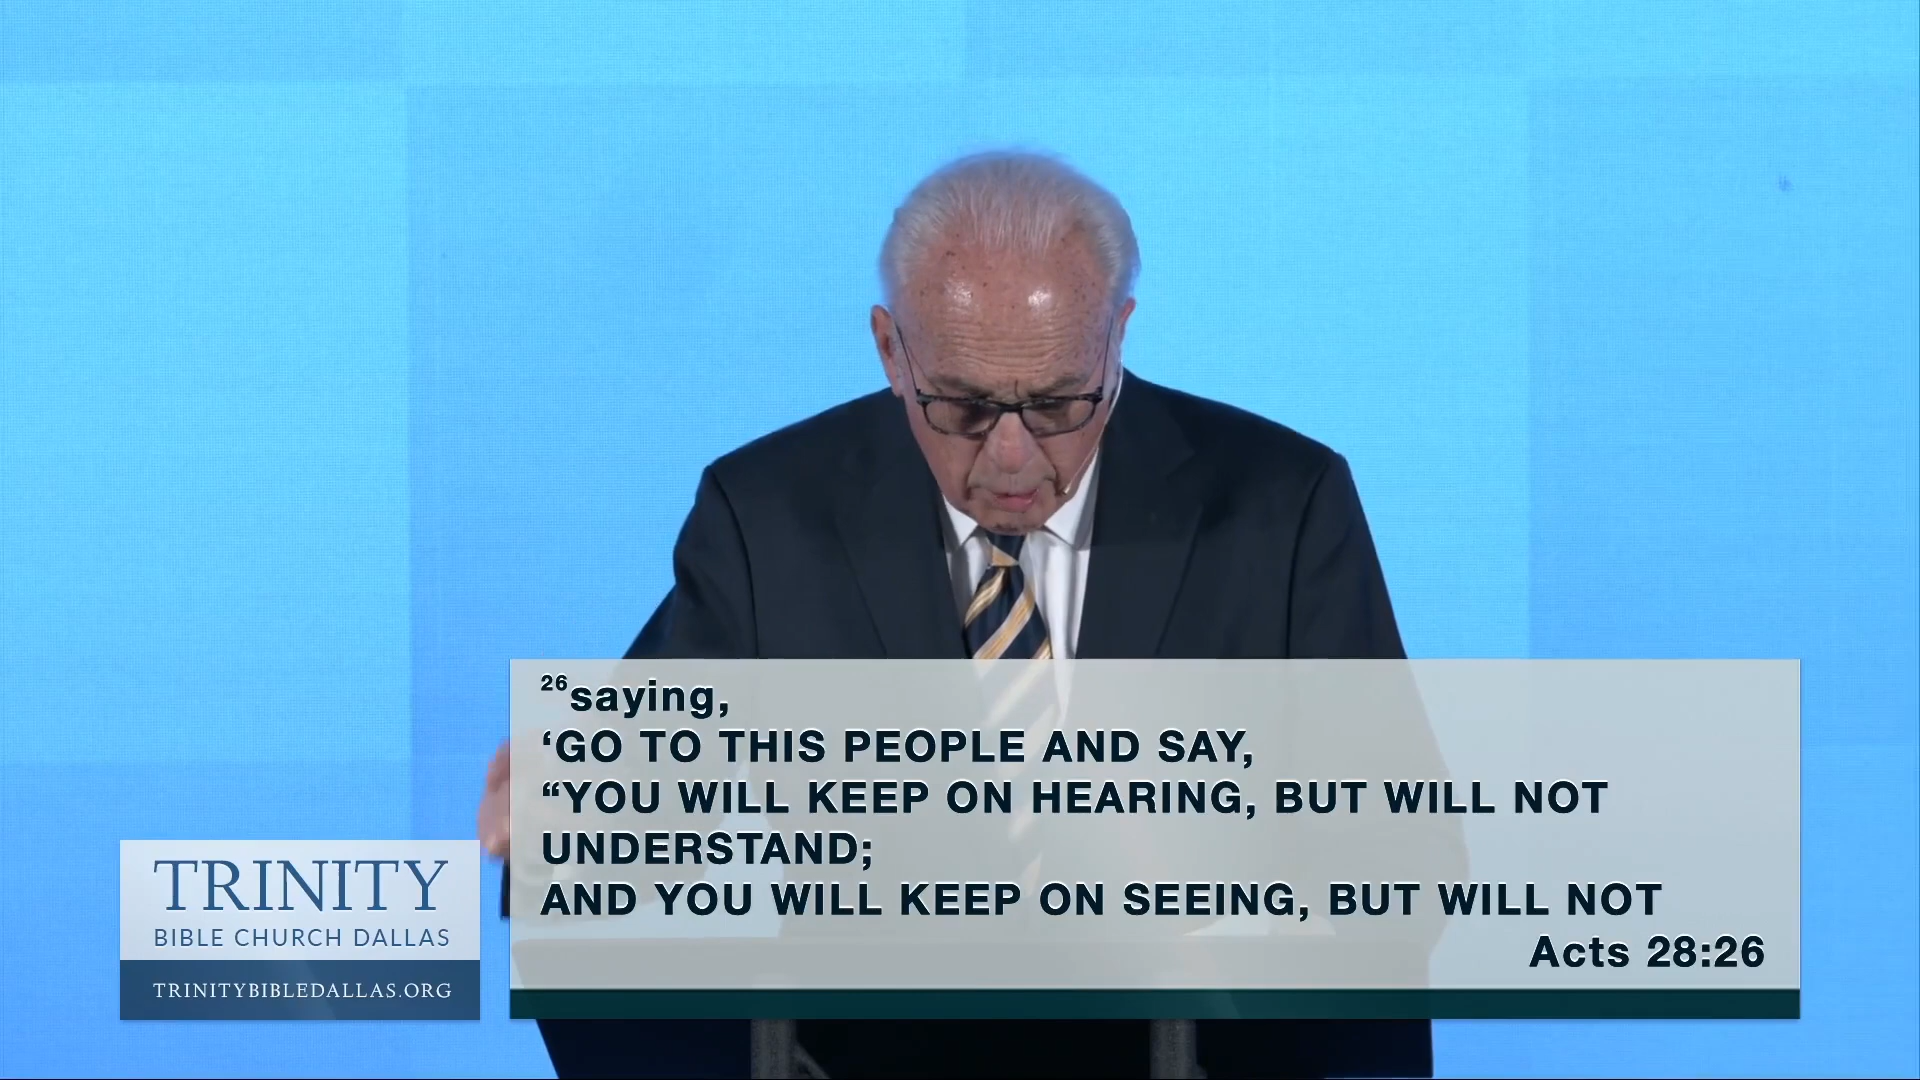 26saying,
‘GO TO THIS PEOPLE AND SAY,
“YOU WILL KEEP ON HEARING, BUT WILL NOT
UNDERSTAND;
AND YOU WILL KEEP ON SEEING, BUT WILL NOT
Acts 28:26
TRINITY
BIBLE CHURCH DALLAS
TRINITYBIBLEDALLAS.ORG